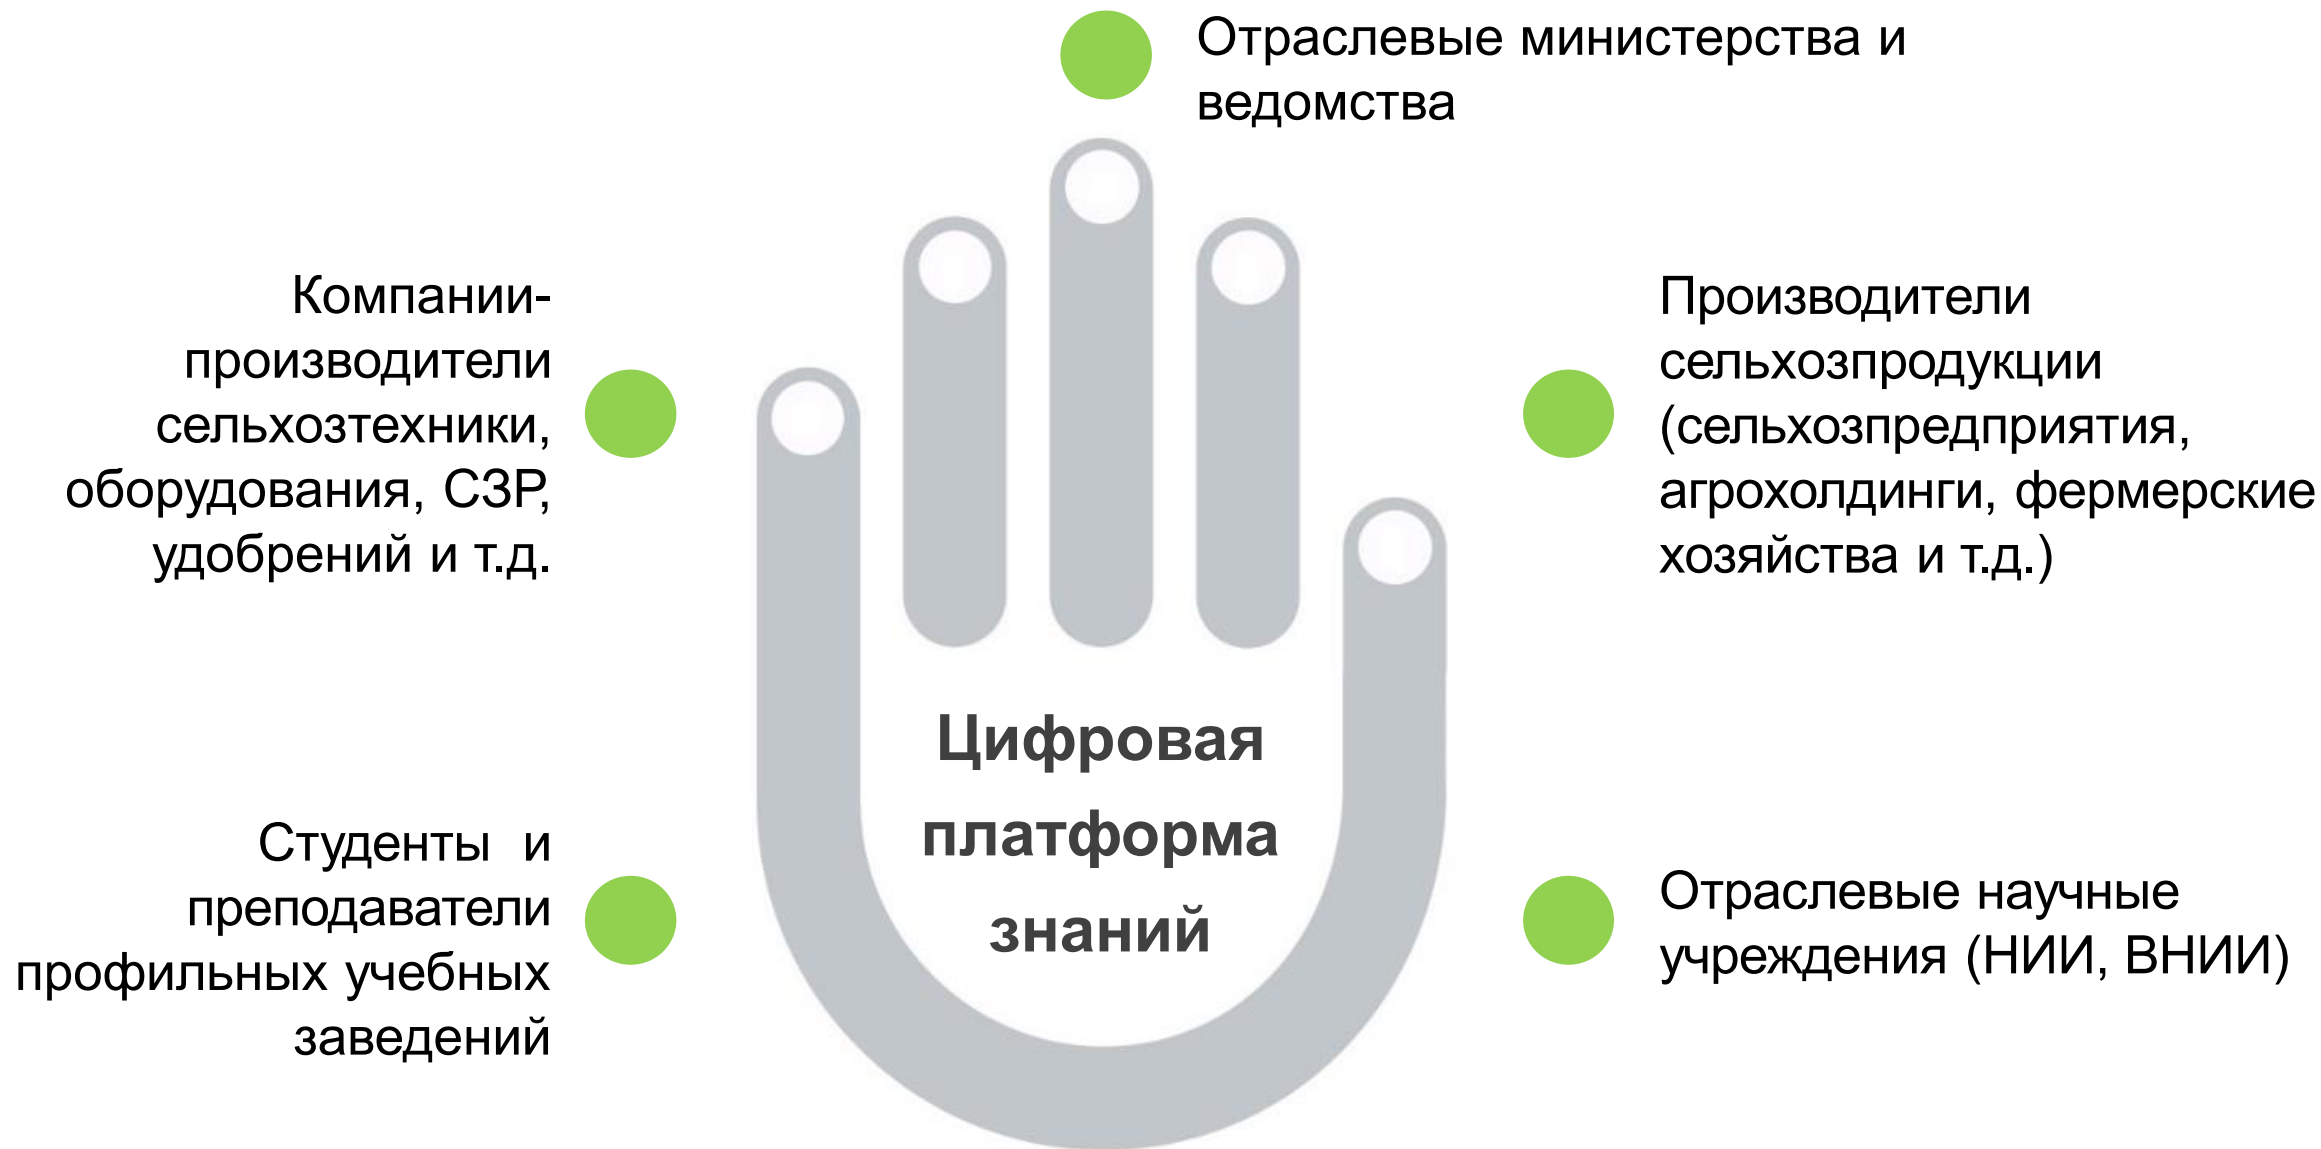 Отраслевые министерства и
ведомства
Компании-
производители
сельхозтехники,
оборудования, СЗР,
удобрений и т.д.
Производители
сельхозпродукции
(сельхозпредприятия,
агрохолдинги, фермерские
хозяйства и т.д.)
Цифровая
платформа
знаний
Студенты и
преподаватели
профильных учебных
заведений
Отраслевые научные
учреждения (НИИ, ВНИИ)